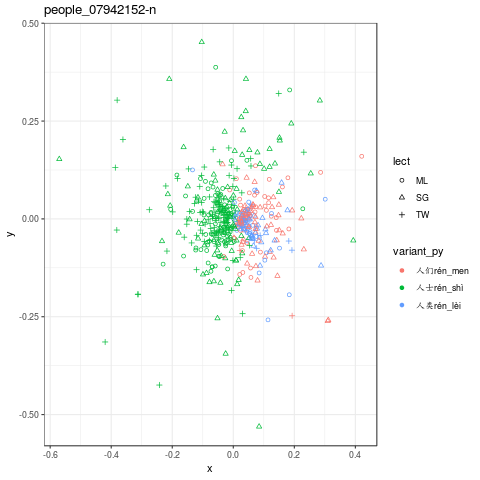 people_07942152-n
0.50
0.25
0.00
-0.25
-0.50
y
-0.6
-0.4
-0.2
0.0
0.2
0.4
x
lect
ML
SG
TW
variant_py
人们rén_men
人士rén_shì
人类rén_lèi